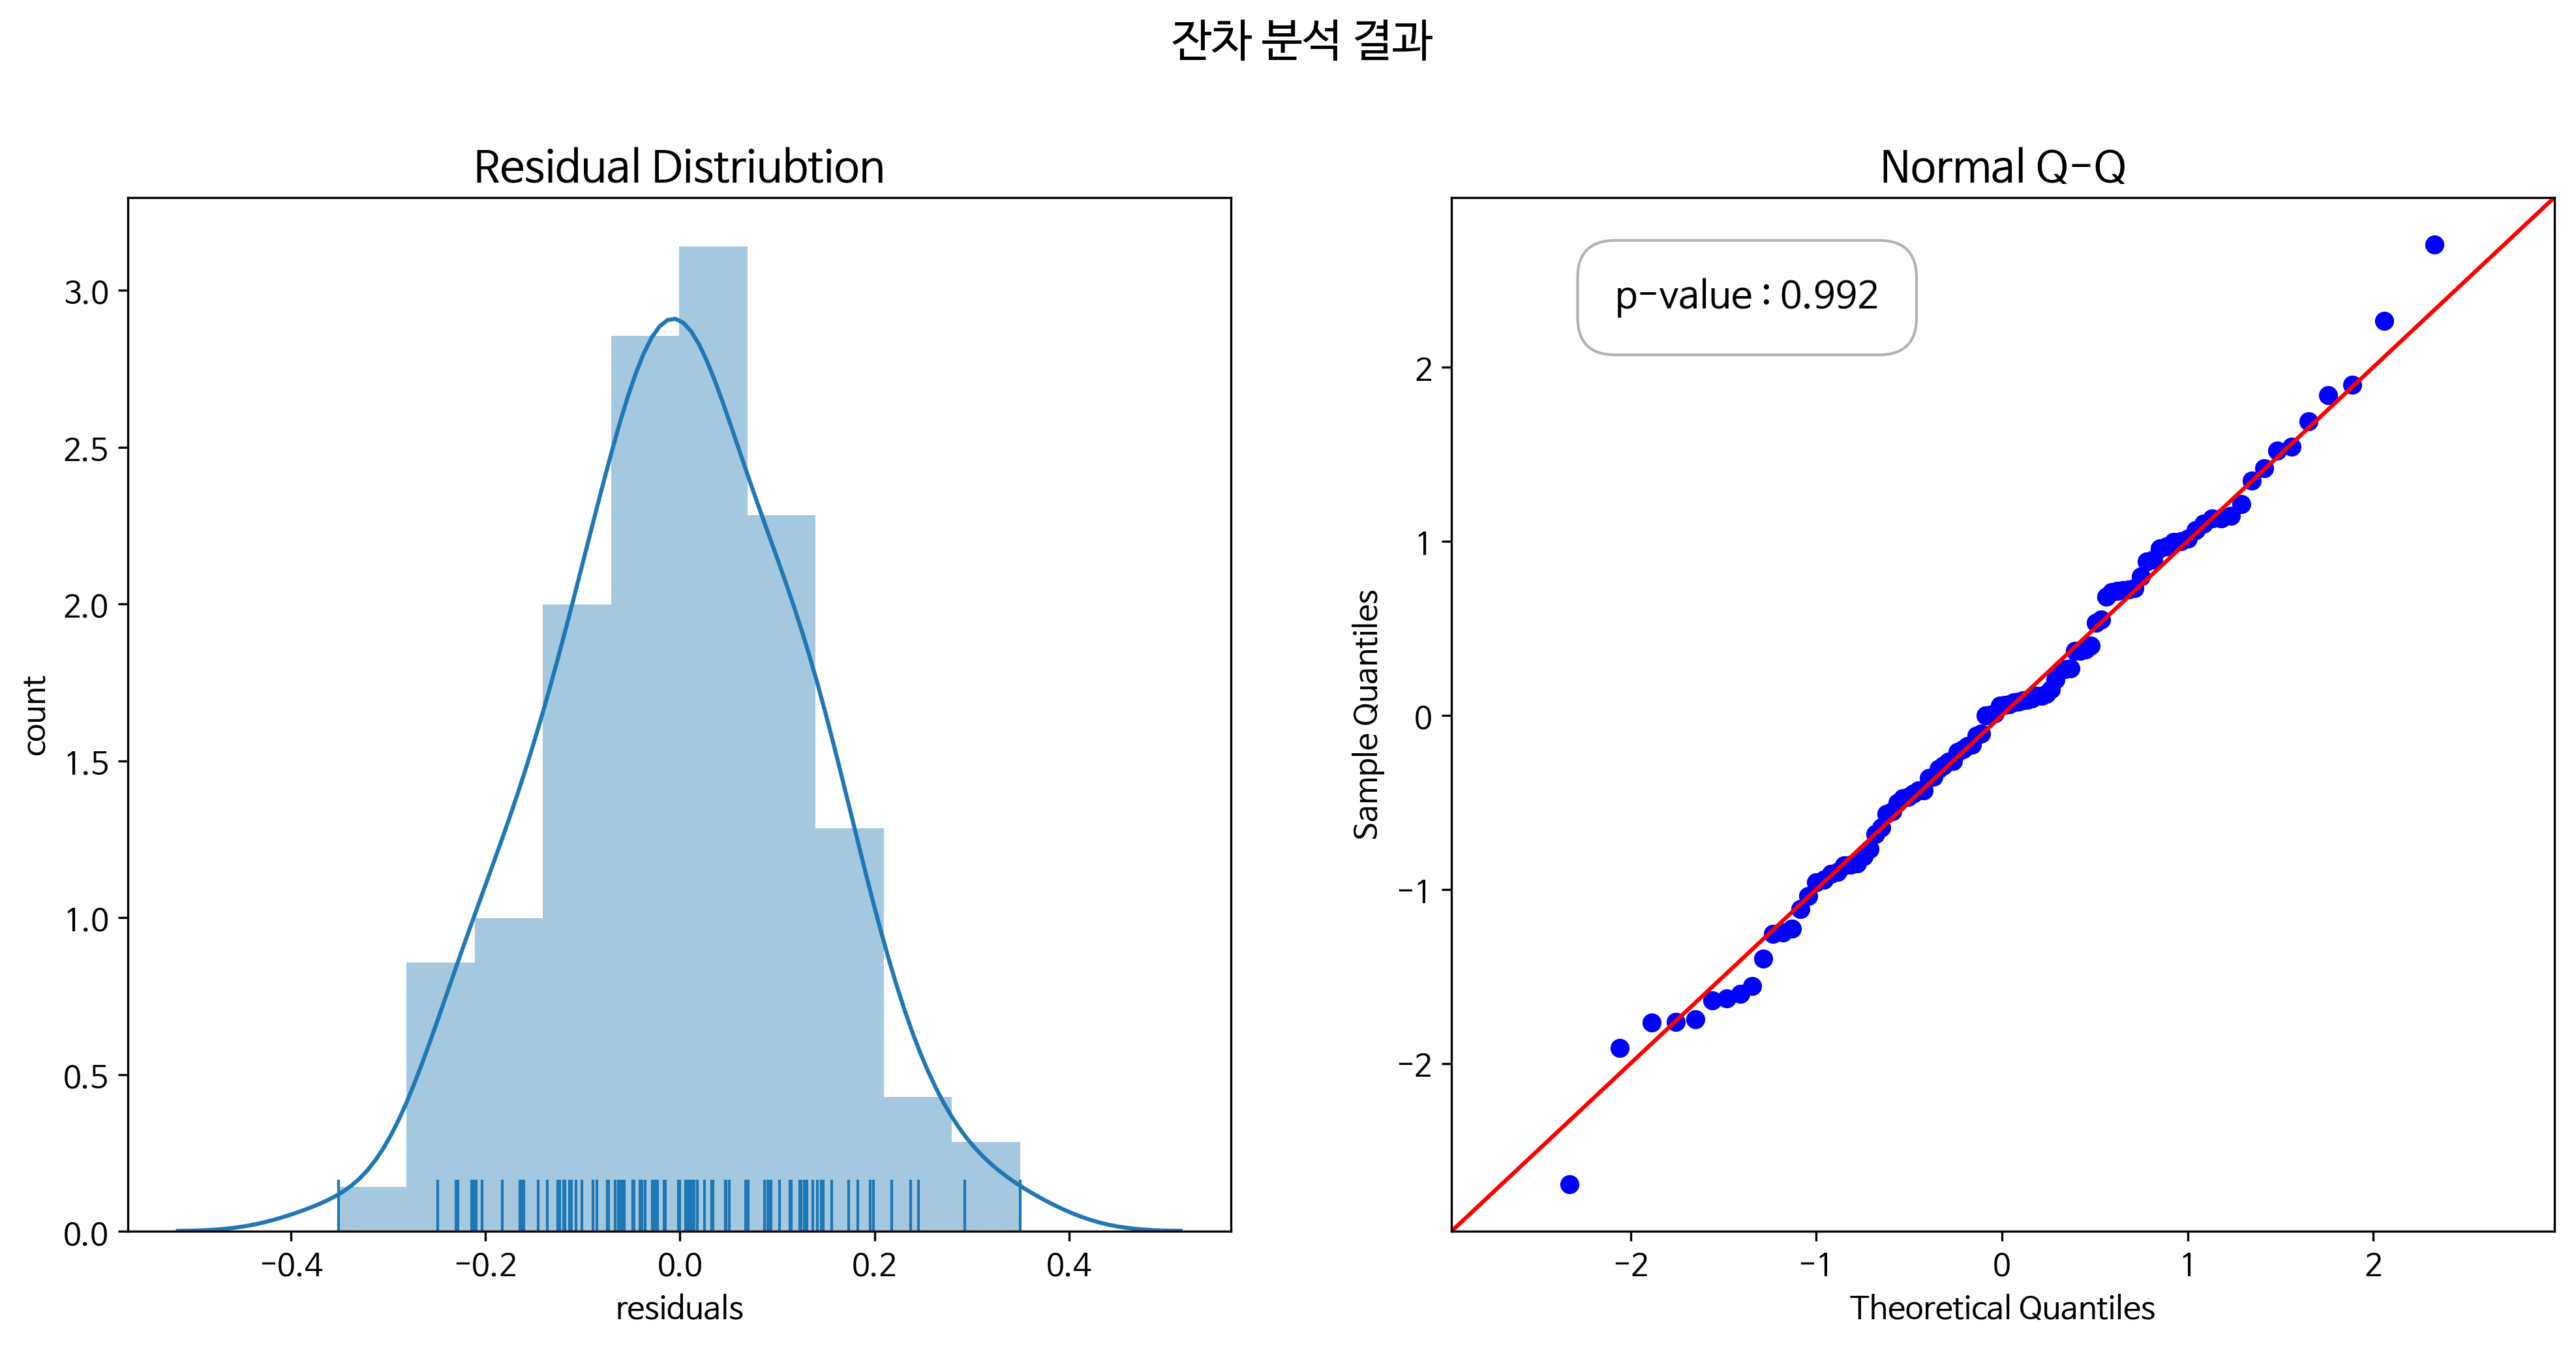 잔차 분석 결과
Residual Distriubtion
3.0
2.5
2.0
1.5
1.0
0.5
0.0
count
-0.4 -0.2 0.0 0.2 0.4
residuals
Normal Q-Q
p-value : 0.992
2
1
0
-1
-2
Sample Quantiles
-2 -1 0 1 2
Theoretical Quantiles